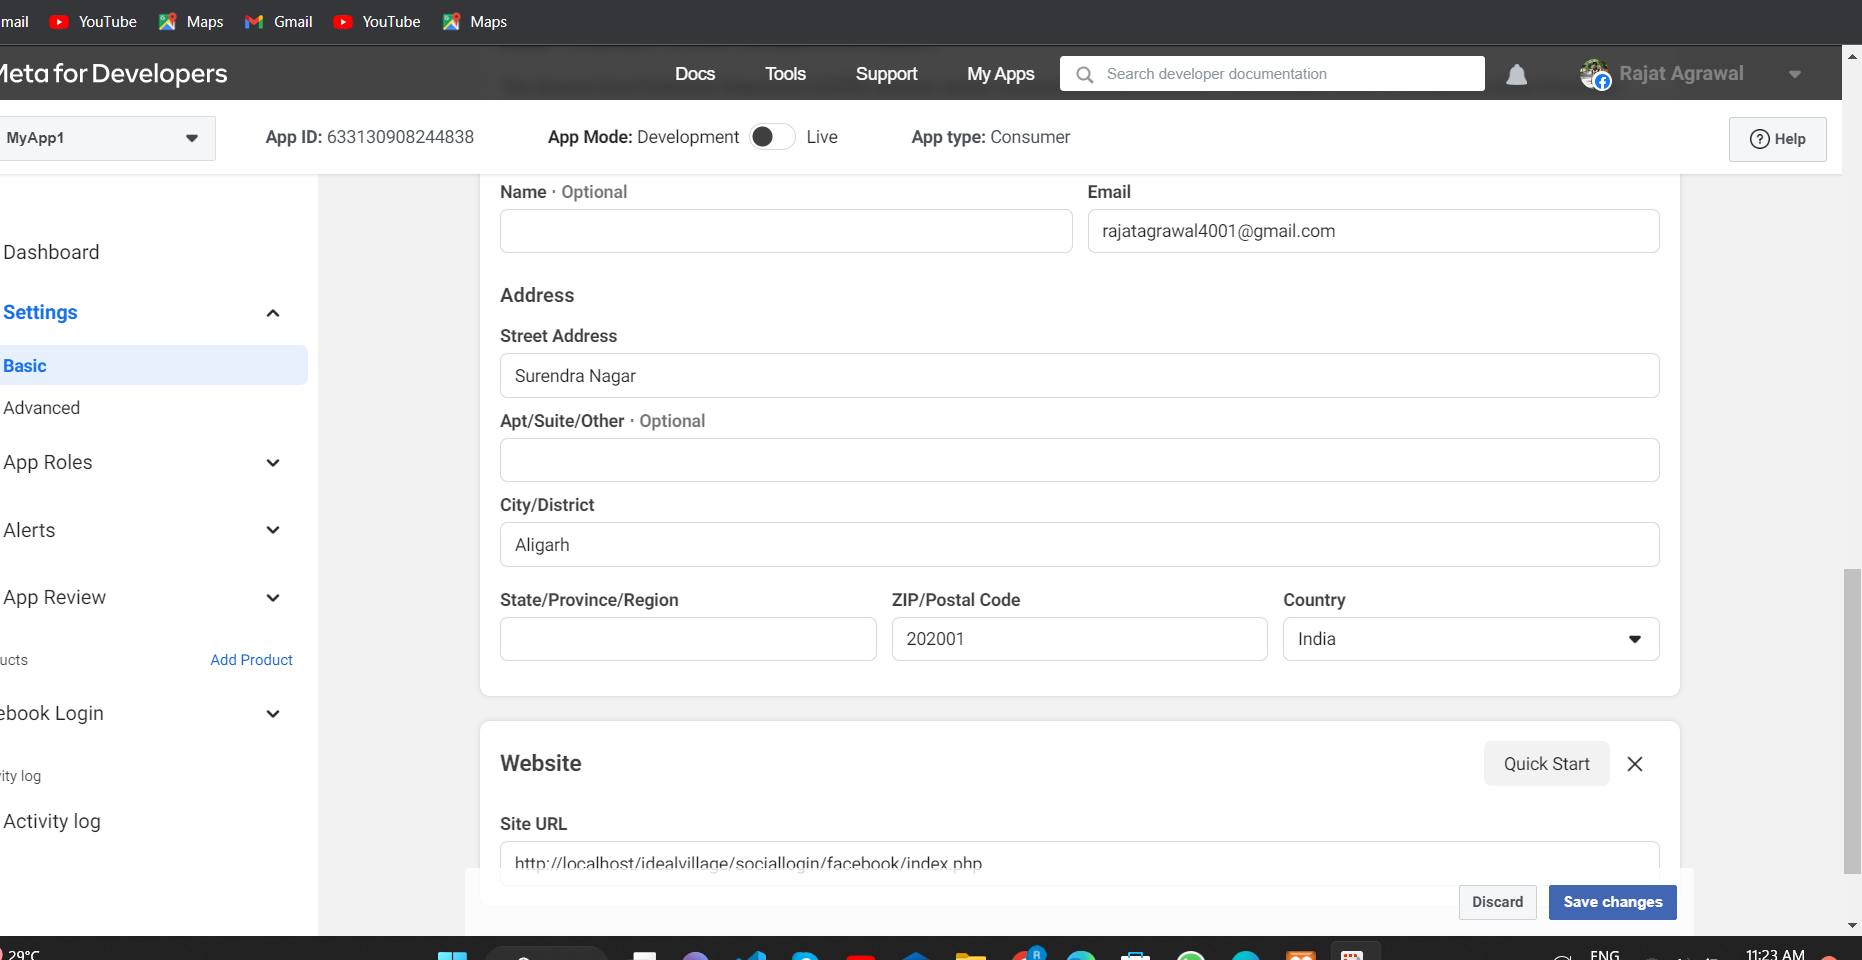 mail YouTube Maps Gmail YouTube Maps
Meta for Developers Docs Tools Support My Apps Search developer documentation Rajat Agrawal
MyApp1 App ID: 633130908244838 App Mode: Development Live App type: Consumer Help
Dashboard
Settings
Basic
Advanced
App Roles
Alerts
App Review
ucts Add Product
ebook Login
ity log
Activity log
Name · Optional Email
rajatagrawal4001@gmail.com
Address
Street Address
Surendra Nagar
Apt/Suite/Other · Optional
City/District
Aligarh
State/Province/Region ZIP/Postal Code Country
202001 India
Website Quick Start
Site URL
http://localhost/idealvillage/sociallogin/facebook/index.php
Discard Save changes
29°C R ENG 11:23 AM